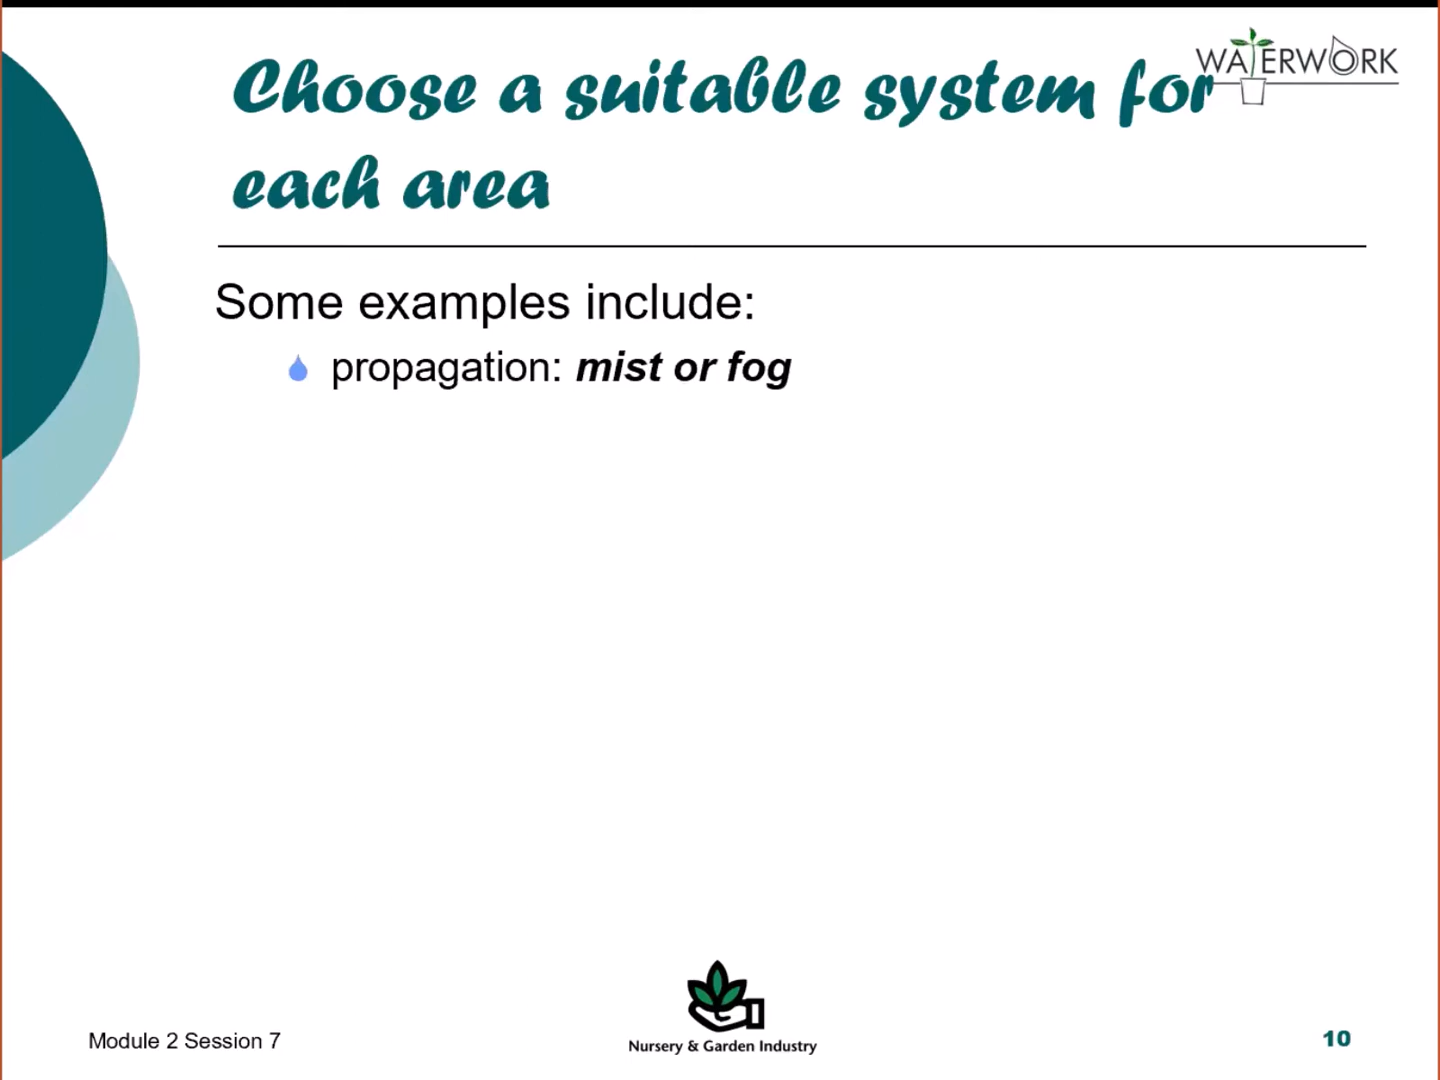 Choose a suitable system for
each area
WATERWORK
Some examples include:
propagation: mist or fog
Module 2 Session 7
Nursery & Garden Industry
10